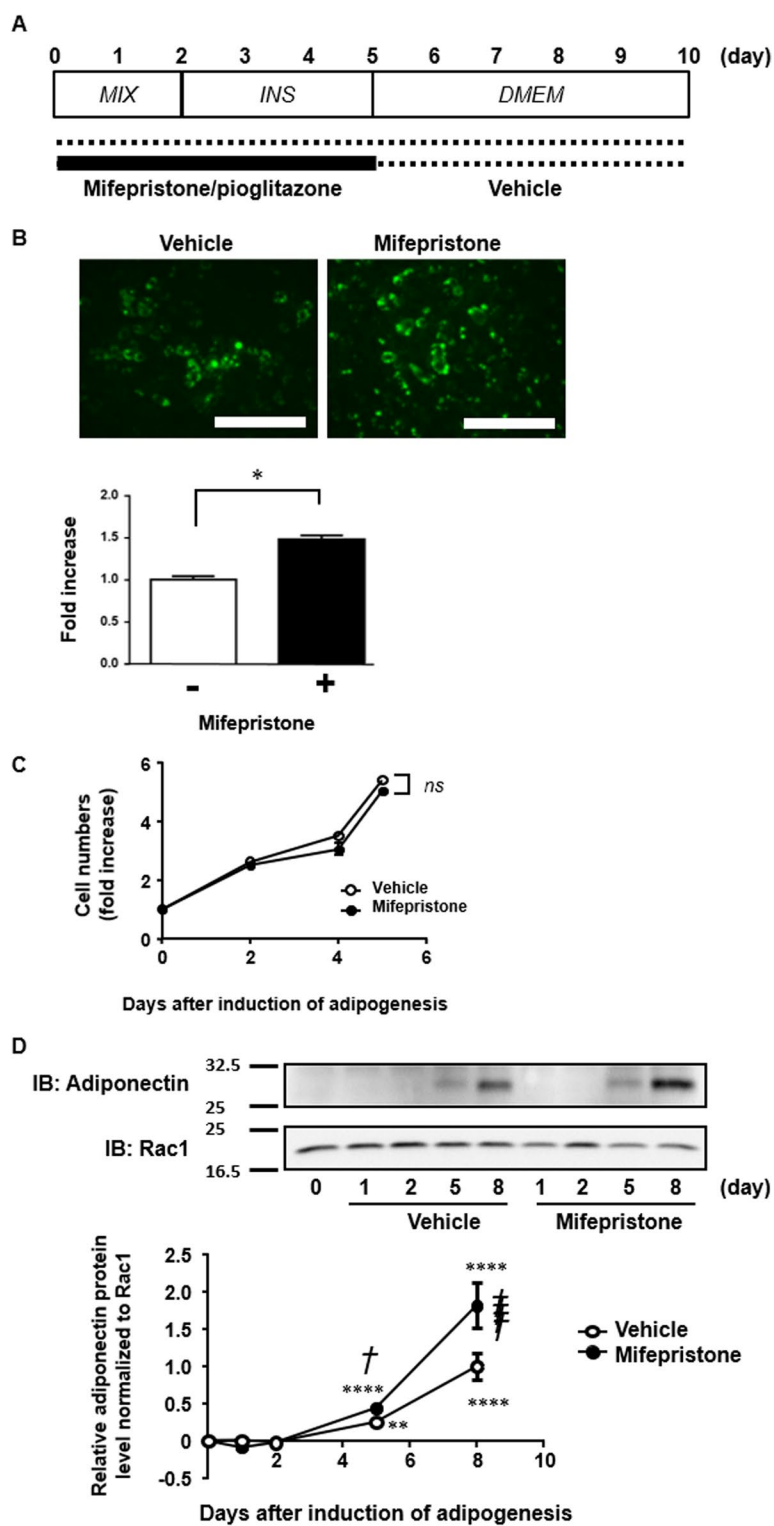 A
0 1 2 3 4 5 6 7 8 9 10 (day)
MIX INS DMEM
Mifepristone/pioglitazone Vehicle
B
Vehicle Mifepristone
*
2.0
1.5
1.0
0.5
0.0
Fold increase
- +
Mifepristone
C
6
4
2
0
Cell numbers
(fold increase)
ns
Vehicle
Mifepristone
0 2 4 6
Days after induction of adipogenesis
D
32.5
IB: Adiponectin
25
25
IB: Rac1
16.5
0 1 2 5 8 1 2 5 8 (day)
Vehicle Mifepristone
2.5
2.0
1.5
1.0
0.5
0
-0.5
Relative adiponectin protein
level normalized to Rac1
****
†
****
**
****
Vehicle
Mifepristone
2 4 6 8 10
Days after induction of adipogenesis